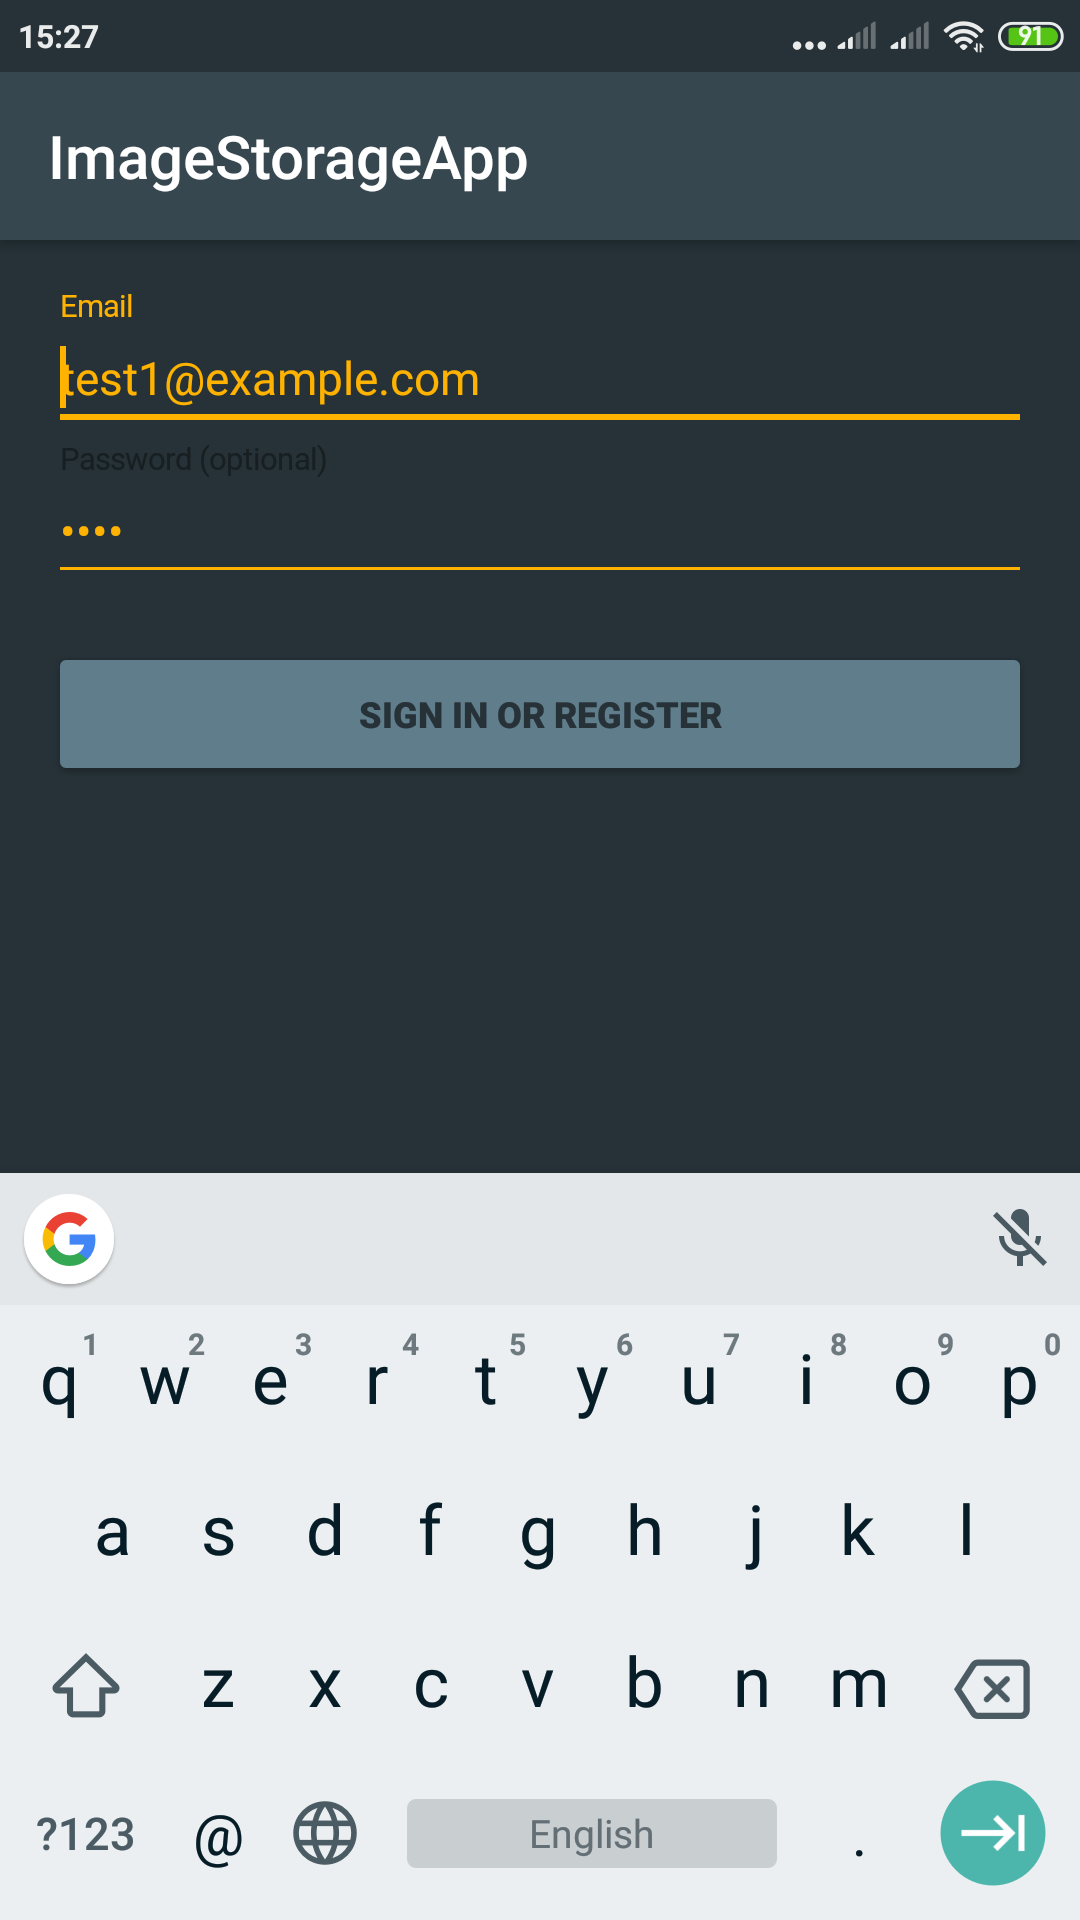 15:27
91
ImageStorageApp
Email
test1@example.com
Password (optional)
••••
SIGN IN OR REGISTER
1 2 3 4 5 6 7 8 9 0
q w e r t y u i o p
a s d f g h j k l
z x c v b n m
?123 @ English .